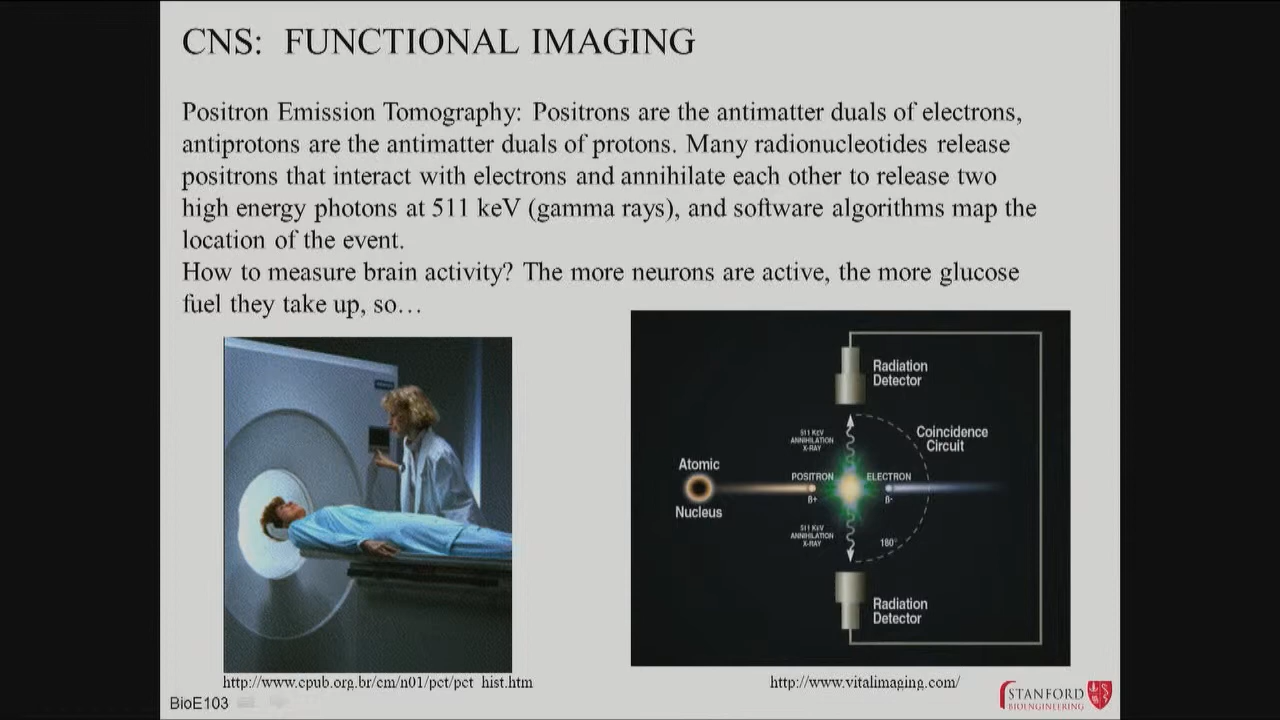 CNS: FUNCTIONAL IMAGING
Positron Emission Tomography: Positrons are the antimatter duals of electrons,
antiprotons are the antimatter duals of protons. Many radionucleotides release
positrons that interact with electrons and annihilate each other to release two
high energy photons at 511 keV (gamma rays), and software algorithms map the
location of the event.
How to measure brain activity? The more neurons are active, the more glucose
fuel they take up, so…
Radiation
Detector
511 KeV
ANNIHILATION
X-RAY
Coincidence
Circuit
Atomic
Nucleus
POSITRON
β+
ELECTRON
β-
511 KeV
ANNIHILATION
X-RAY
180°
Radiation
Detector
http://www.cpub.org.br/cm/n01/pct/pct_hist.htm
http://www.vitalimaging.com/
BioE103
STANFORD
BIOENGINEERING